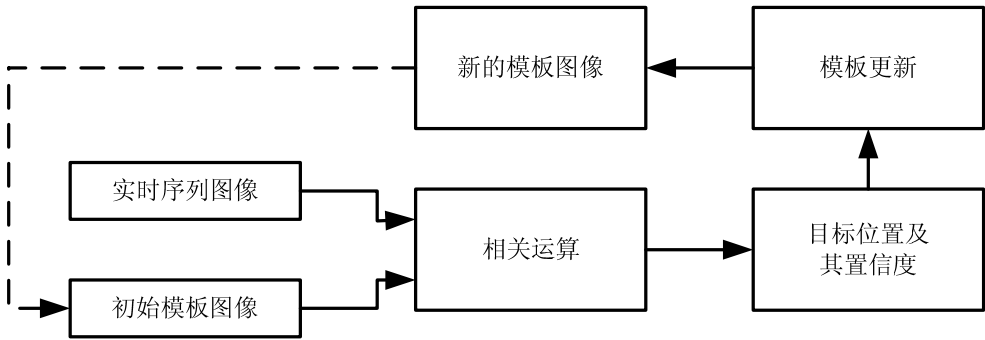 新的模板图像
模板更新
实时序列图像
相关运算
目标位置及
其置信度
初始模板图像